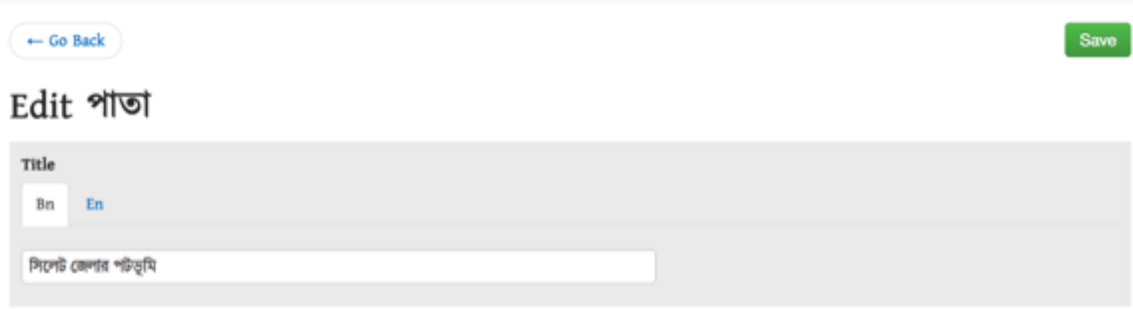 ← Go Back
Save
Edit পাতা
Title
Bn En
সিলেট জেলার পটভূমি